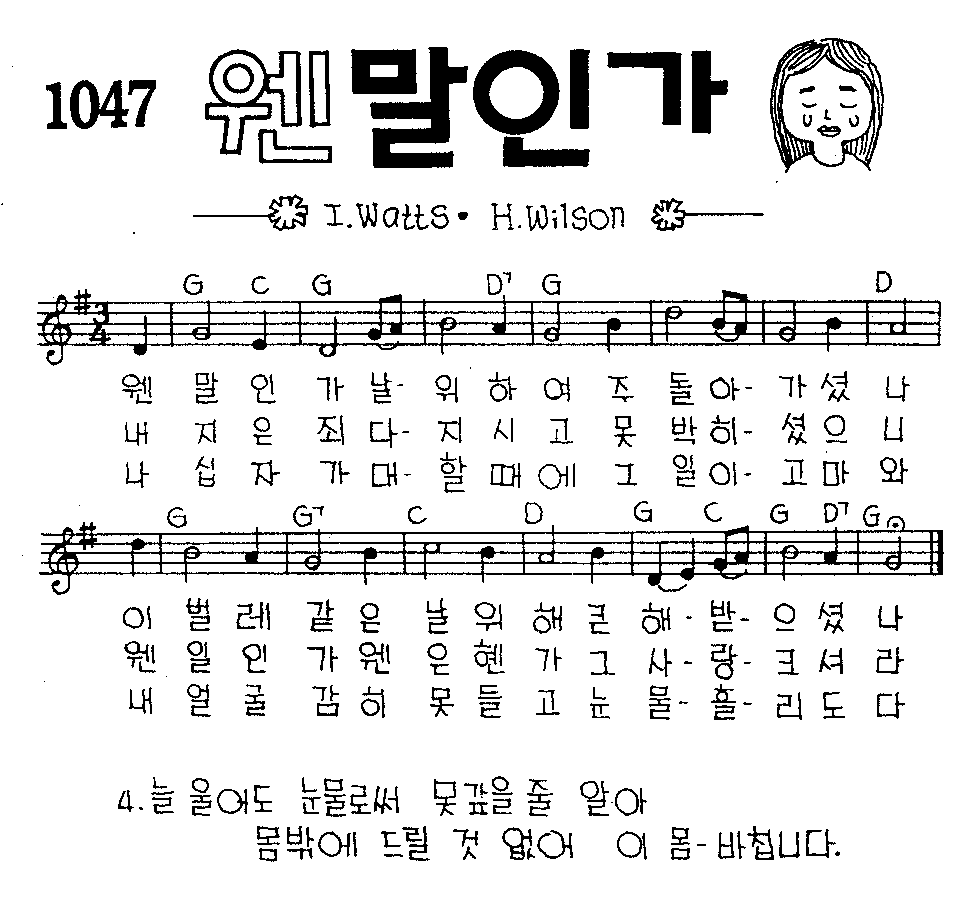 1047 웬말인가
I.Watts· H.Wilson
G C G D7 G D
3
4
웬 말 인 가 날- 위 하 여 주 돌 아- 가 셨 나
내 지 은 죄 다- 지 시 고 못 박 히- 셨 으 니
나 십 자 가 대- 할 때 에 그 일 이- 고 마 와
G G7 C D G C G D7 G
이 벌 레 같 은 날 위 해 큰 해- 받- 으 셨 나
웬 일 인 가 웬 은 혠 가 그 사- 랑- 크 셔 라
내 얼 굴 감 히 못 들 고 눈 물- 흘- 리 도 다
4. 늘 울어도 눈물로써 못갚을 줄 알아
몸밖에 드릴 것 없어 이 몸- 바칩니다.